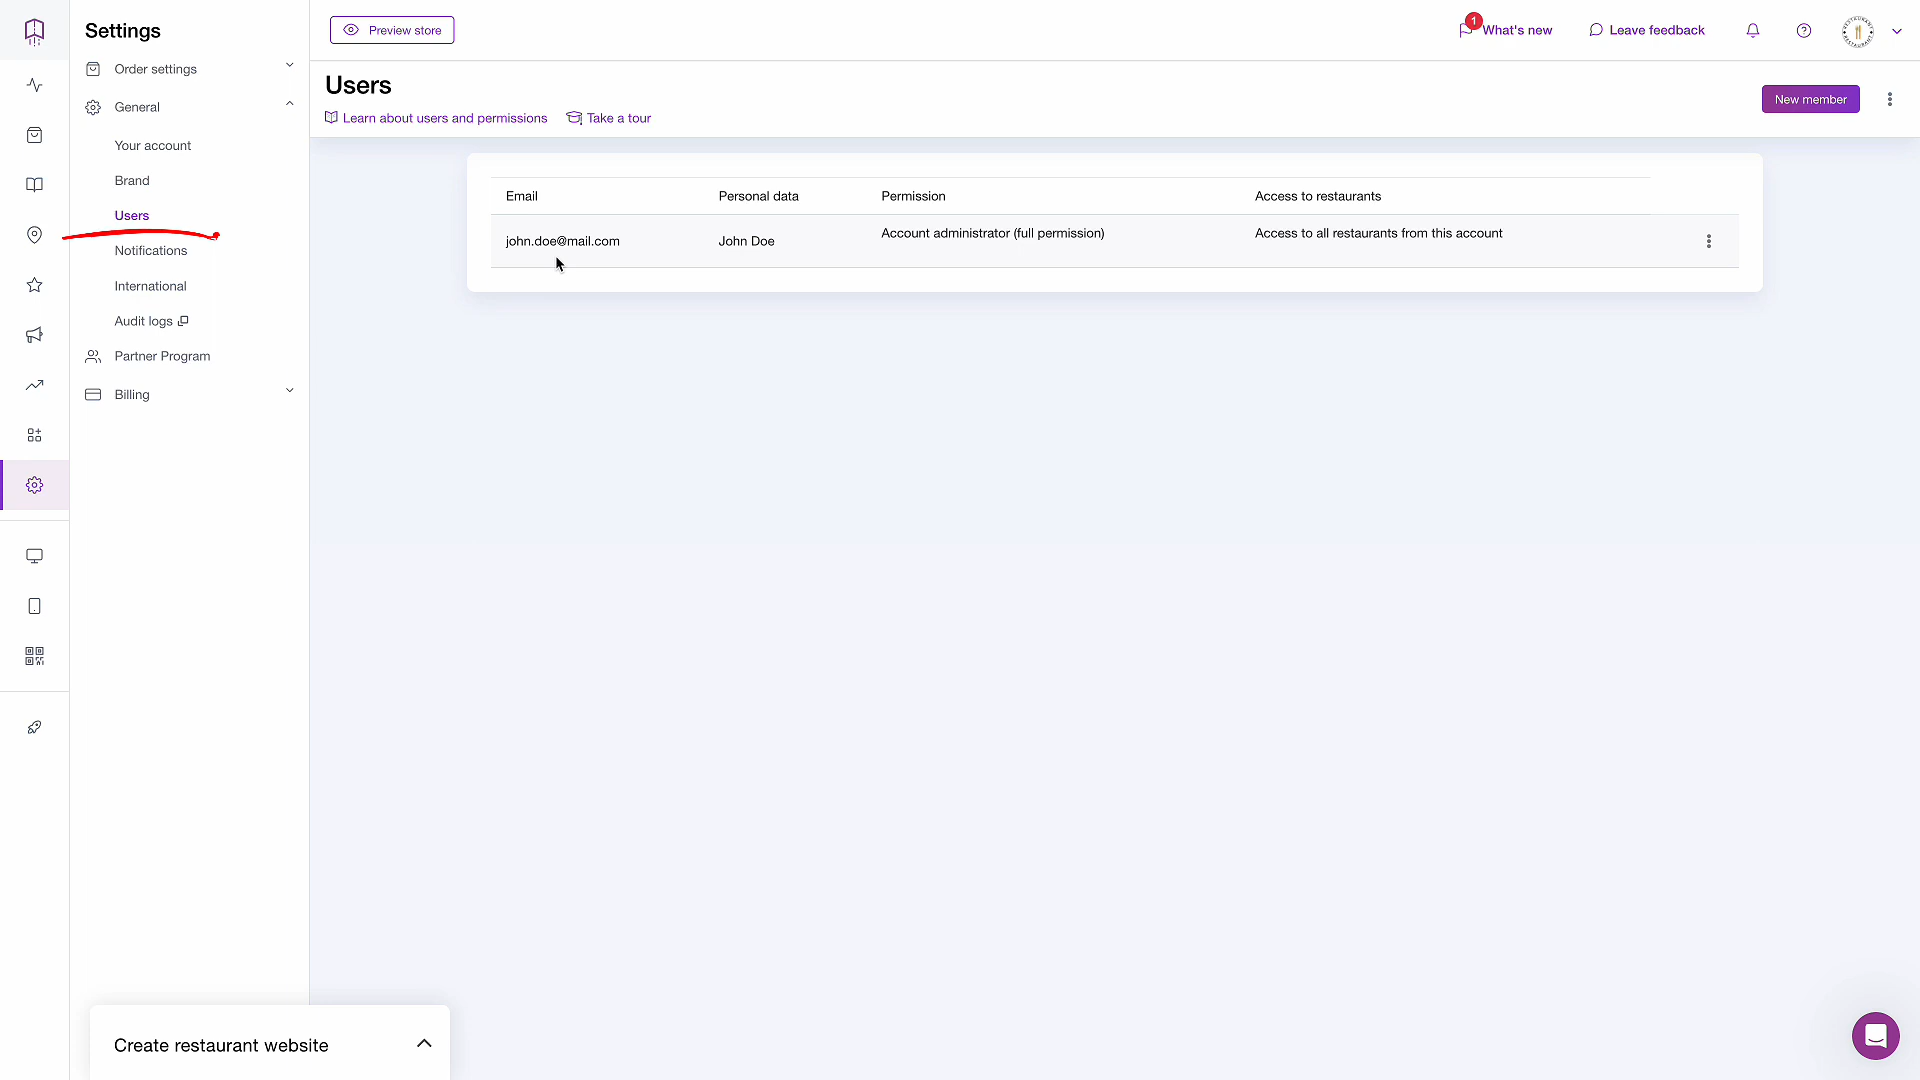 Settings
Order settings
General
Your account
Brand
Users
Notifications
International
Audit logs
Partner Program
Billing
Preview store
1
What's new
Leave feedback
Users
Learn about users and permissions
Take a tour
New member
Email
Personal data
Permission
Access to restaurants
john.doe@mail.com
John Doe
Account administrator (full permission)
Access to all restaurants from this account
Create restaurant website